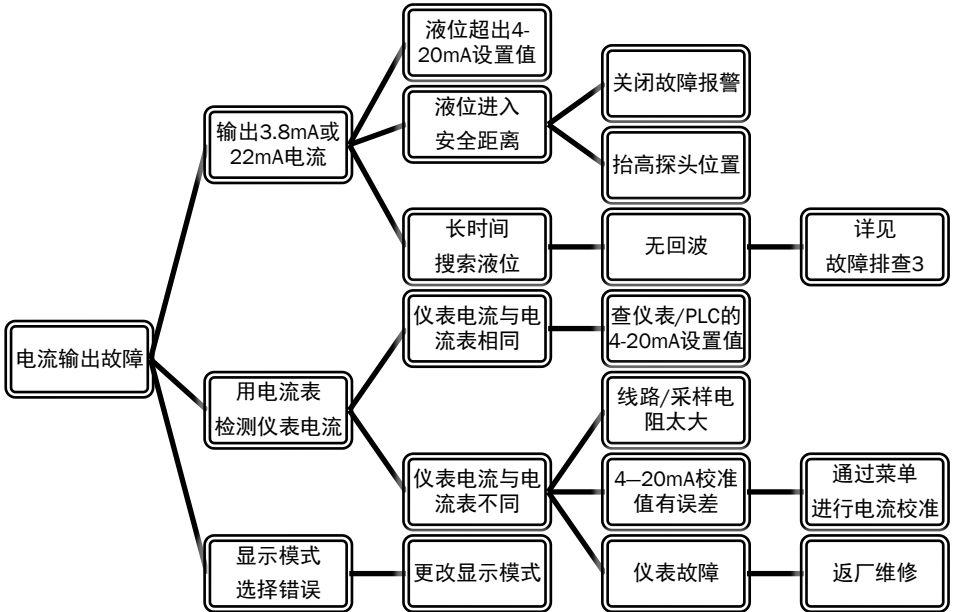 电流输出故障
输出3.8mA或
22mA电流
液位超出4-
20mA设置值
液位进入
安全距离
关闭故障报警
抬高探头位置
长时间
搜索液位
无回波
详见
故障排查3
用电流表
检测仪表电流
仪表电流与电
流表相同
查仪表/PLC的
4-20mA设置值
仪表电流与电
流表不同
线路/采样电
阻太大
4—20mA校准
值有误差
通过菜单
进行电流校准
仪表故障
返厂维修
显示模式
选择错误
更改显示模式